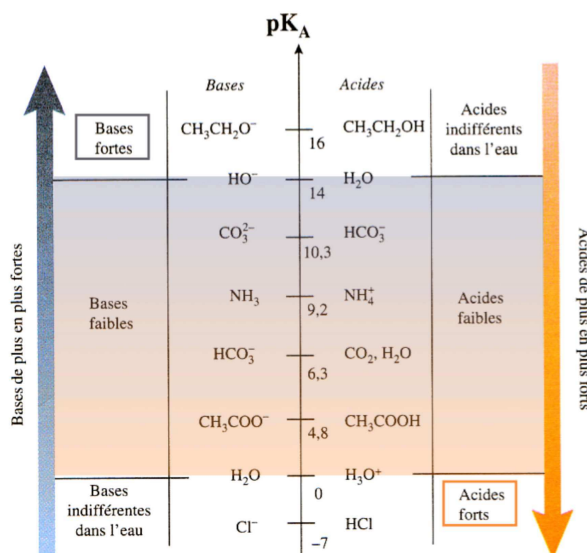 pKA
Bases
Acides
Bases
fortes
Acides
indifférents
dans l'eau
CH3CH2O−
16
CH3CH2OH
HO−
14
H2O
CO3^2−
10,3
HCO3−
Bases
faibles
NH3
9,2
NH4+
Acides
faibles
HCO3−
6,3
CO2, H2O
CH3COO−
4,8
CH3COOH
H2O
0
H3O+
Bases
indifférentes
dans l'eau
Acides
forts
Cl−
−7
HCl
Bases de plus en plus fortes
Acides de plus en plus forts